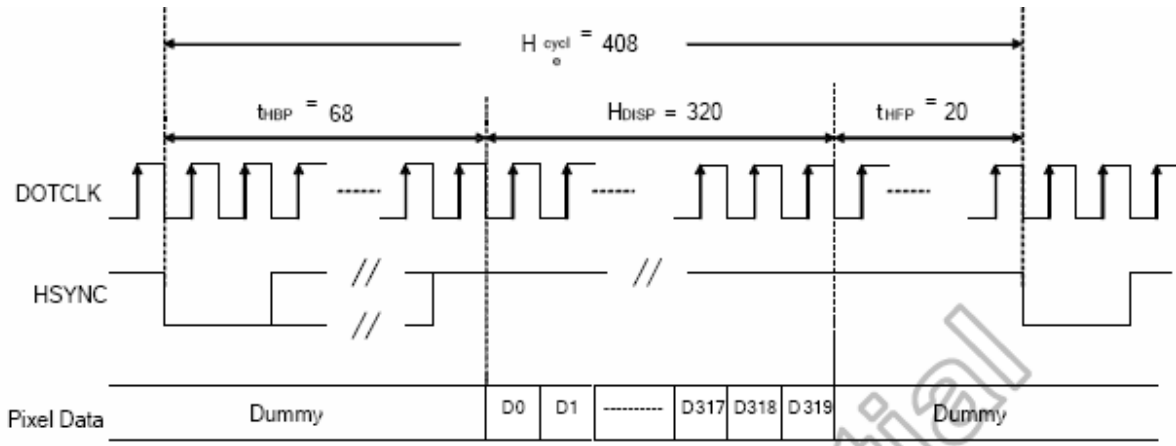 H cycl e = 408
tHBP = 68
HDISP = 320
tHFP = 20
DOTCLK
HSYNC
Pixel Data
Dummy
D0
D1
D317
D318
D319
Dummy